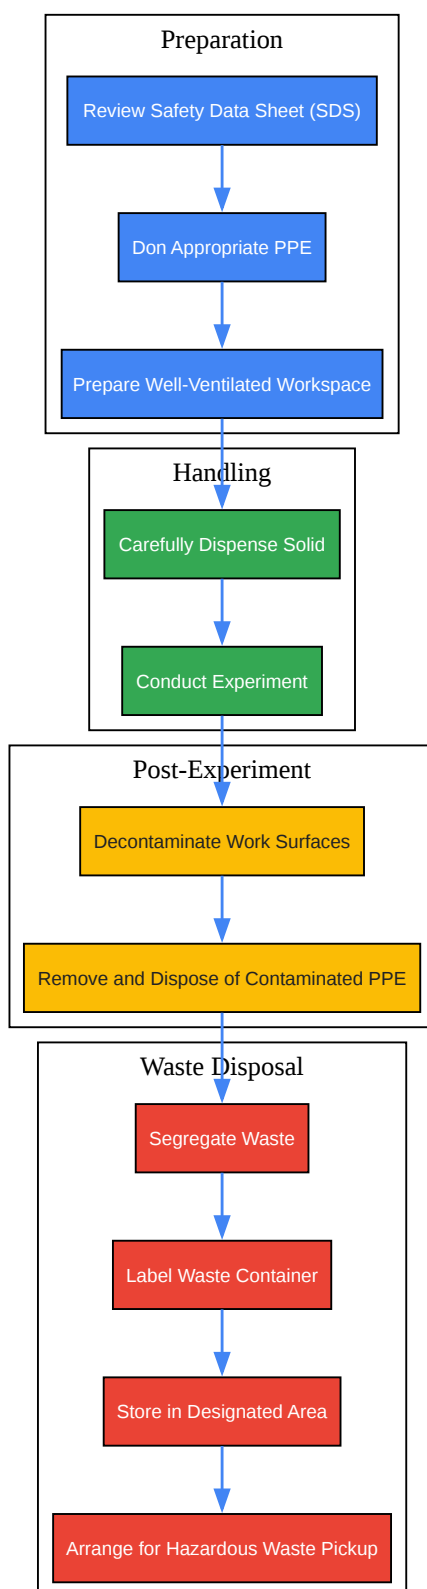 Preparation
Review Safety Data Sheet (SDS)
Don Appropriate PPE
Prepare Well-Ventilated Workspace
Handling
Carefully Dispense Solid
Conduct Experiment
Post-Experiment
Decontaminate Work Surfaces
Remove and Dispose of Contaminated PPE
Waste Disposal
Segregate Waste
Label Waste Container
Store in Designated Area
Arrange for Hazardous Waste Pickup